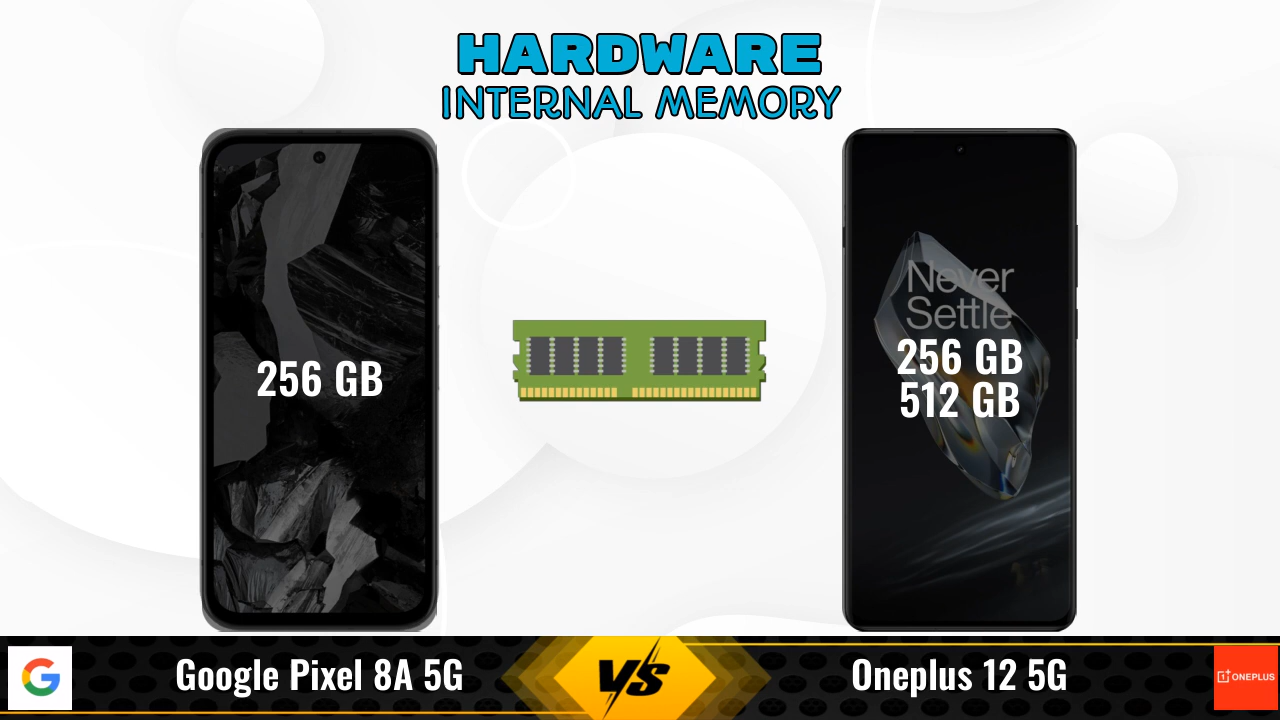 HARDWARE
INTERNAL MEMORY
Never
Settle
256 GB
256 GB
512 GB
Google Pixel 8A 5G
VS
Oneplus 12 5G
1+ ONEPLUS